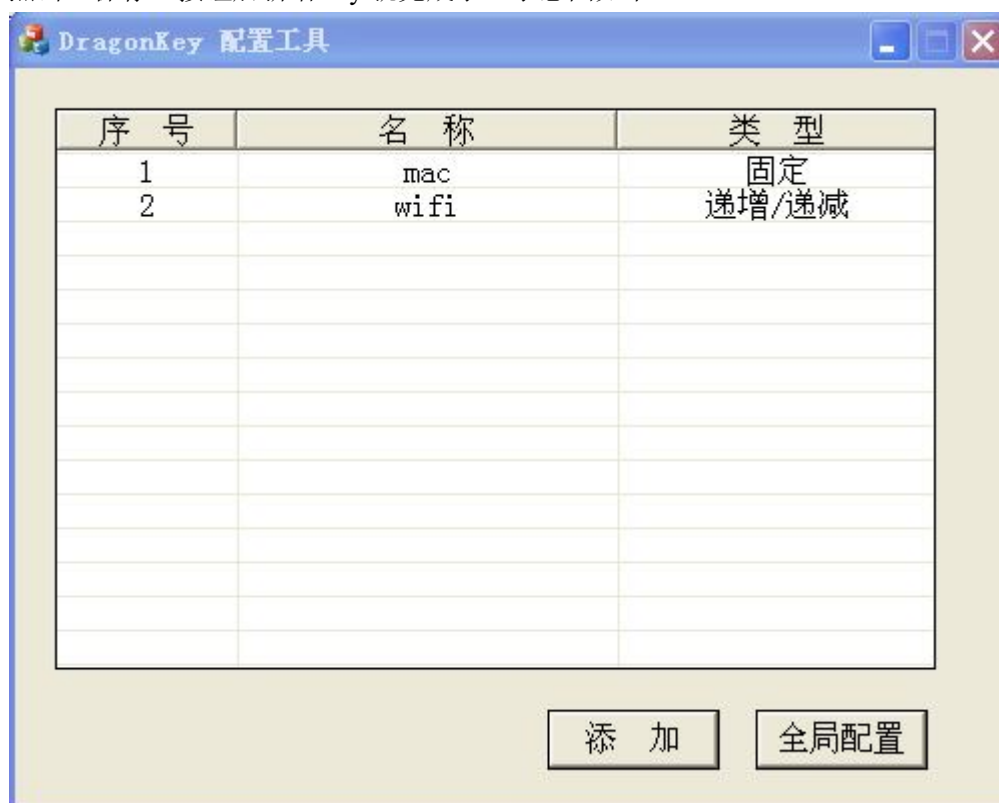 DragonKey 配置工具
序 号 名 称 类 型
1 mac 固定
2 wifi 递增/递减
添 加 全局配置